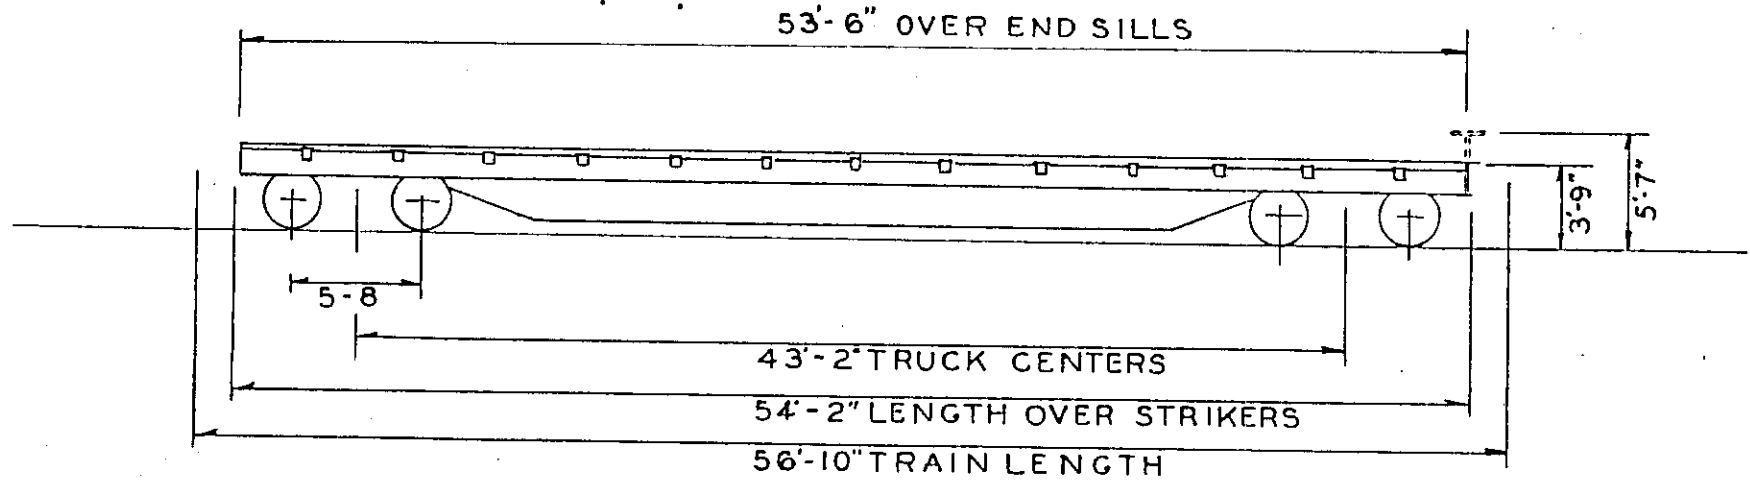 53'-6" OVER END SILLS
3'-9"
5'-7"
5-8
43'-2" TRUCK CENTERS
54'-2" LENGTH OVER STRIKERS
56'-10" TRAIN LENGTH